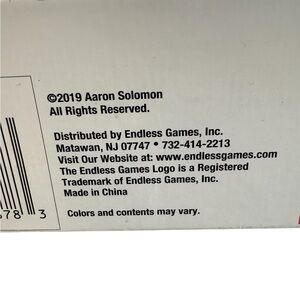 ©2019 Aaron Solomon
All Rights Reserved.
Distributed by Endless Games, Inc.
Matawan, NJ 07747 • 732-414-2213
Visit Our Website at: www.endlessgames.com
The Endless Games Logo is a Registered
Trademark of Endless Games, Inc.
Made in China
Colors and contents may vary.
78 3